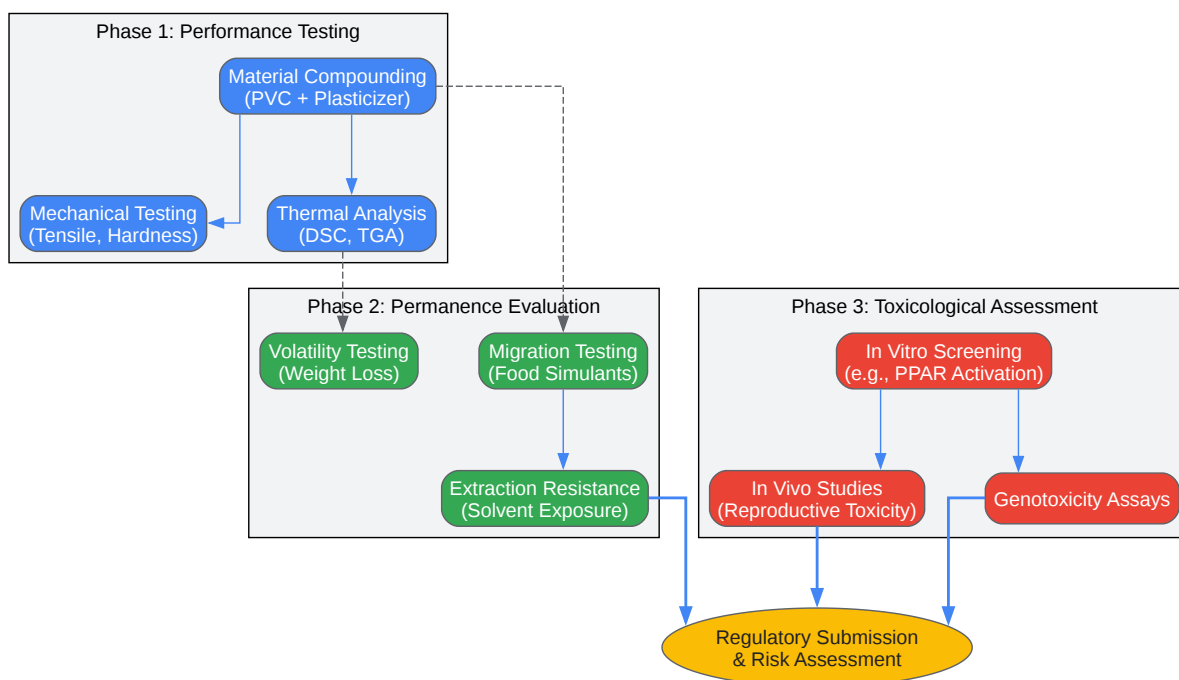 Phase 1: Performance Testing
Material Compounding
(PVC + Plasticizer)
Mechanical Testing
(Tensile, Hardness)
Thermal Analysis
(DSC, TGA)
Phase 2: Permanence Evaluation
Volatility Testing
(Weight Loss)
Migration Testing
(Food Simulants)
Extraction Resistance
(Solvent Exposure)
Phase 3: Toxicological Assessment
In Vitro Screening
(e.g., PPAR Activation)
In Vivo Studies
(Reproductive Toxicity)
Genotoxicity Assays
Regulatory Submission
& Risk Assessment